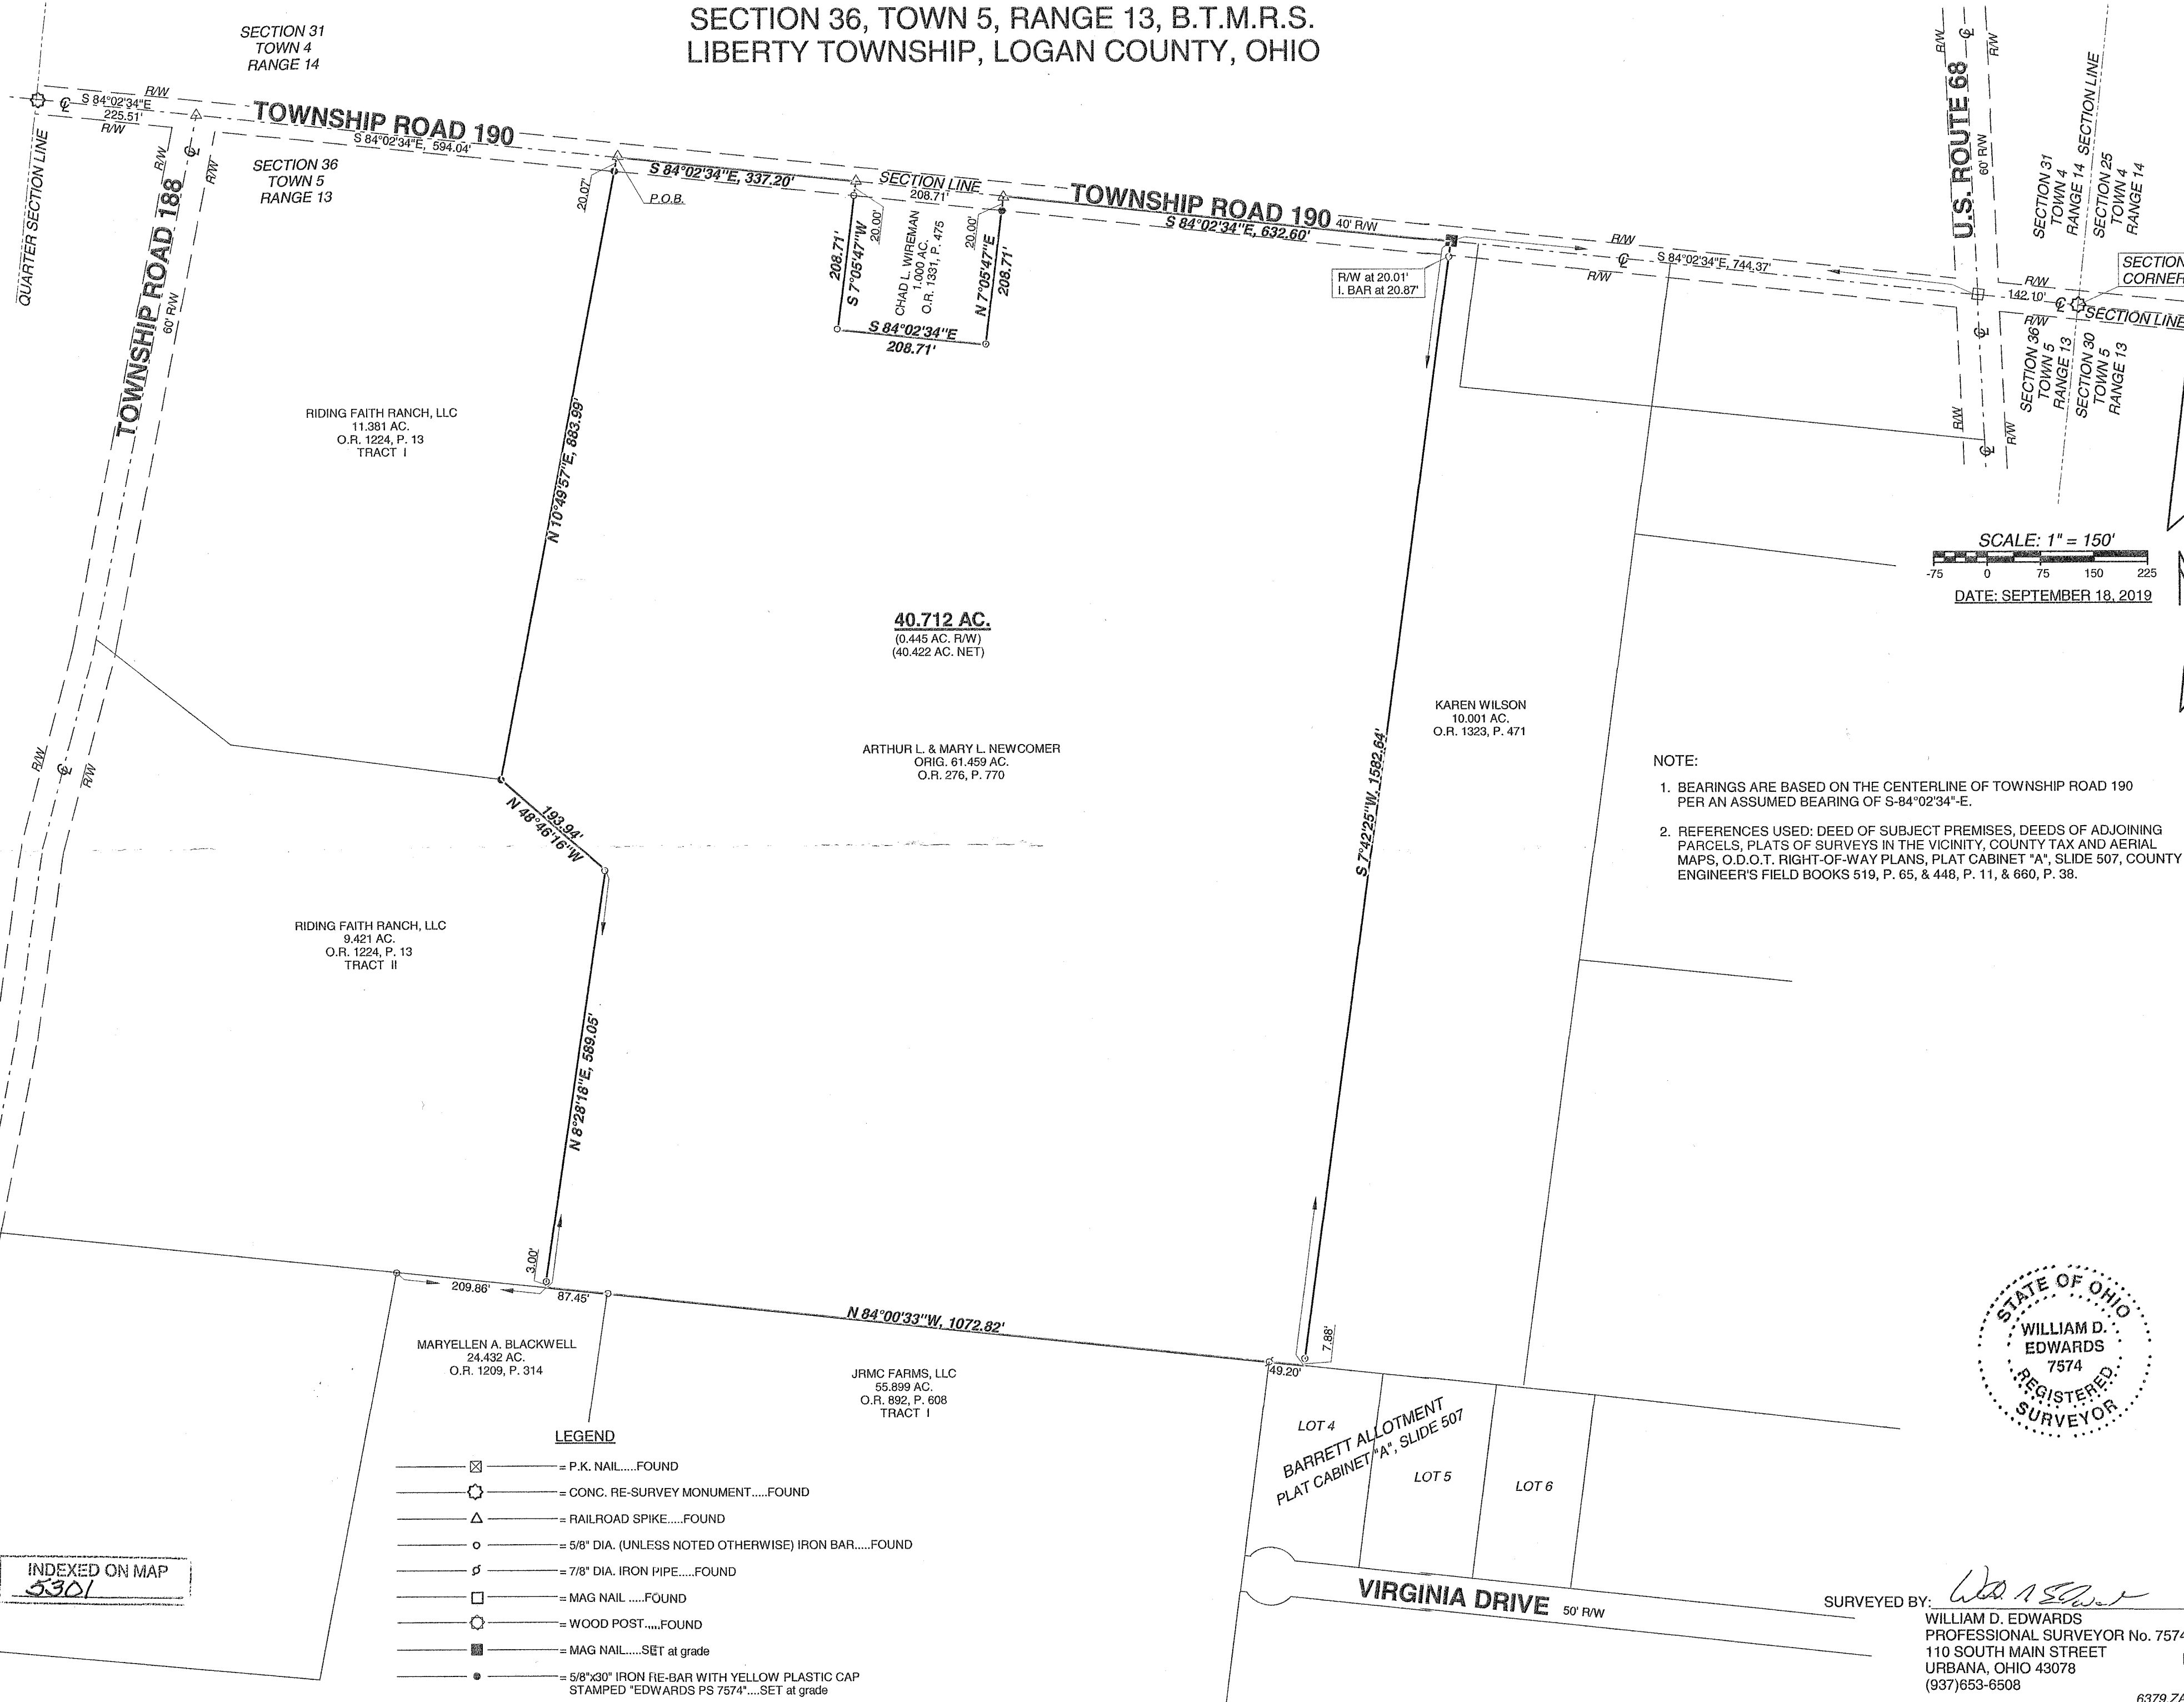 SECTION 36, TOWN 5, RANGE 13, B.T.M.R.S.
LIBERTY TOWNSHIP, LOGAN COUNTY, OHIO
SECTION 31
TOWN 4
RANGE 14
R/W
S 84°02'34"E
225.51'
R/W
TOWNSHIP ROAD 190
S 84°02'34"E, 594.04'
QUARTER SECTION LINE
R/W
R/W
TOWNSHIP ROAD 188
60' R/W
SECTION 36
TOWN 5
RANGE 13
20.07'
P.O.B.
S 84°02'34"E, 337.20'
SECTION LINE
208.71'
20.00'
20.00'
208.71'
S 7°05'47"W
CHAD L. WIREMAN
1.000 AC.
O.R. 1331, P. 475
N 7°05'47"E
208.71'
S 84°02'34"E
208.71'
TOWNSHIP ROAD 190
40' R/W
S 84°02'34"E, 632.60'
R/W at 20.01'
I. BAR at 20.87'
R/W
S 84°02'34"E, 744.37'
R/W
R/W
R/W
U.S. ROUTE 68
60' R/W
SECTION LINE
SECTION 31
TOWN 4
RANGE 14
SECTION 25
TOWN 4
RANGE 14
SECTION
CORNER
R/W
142.10'
R/W
SECTION LINE
SECTION 36
TOWN 5
RANGE 13
SECTION 30
TOWN 5
RANGE 13
R/W
R/W
RIDING FAITH RANCH, LLC
11.381 AC.
O.R. 1224, P. 13
TRACT I
N 10°49'57"E, 883.99'
SCALE: 1" = 150'
-75 0 75 150 225
DATE: SEPTEMBER 18, 2019
40.712 AC.
(0.445 AC. R/W)
(40.422 AC. NET)
ARTHUR L. & MARY L. NEWCOMER
ORIG. 61.459 AC.
O.R. 276, P. 770
KAREN WILSON
10.001 AC.
O.R. 1323, P. 471
S 7°42'25"W, 1582.64'
R/W
R/W
193.94'
N 48°46'16"W
NOTE:
1. BEARINGS ARE BASED ON THE CENTERLINE OF TOWNSHIP ROAD 190
PER AN ASSUMED BEARING OF S-84°02'34"-E.
2. REFERENCES USED: DEED OF SUBJECT PREMISES, DEEDS OF ADJOINING
PARCELS, PLATS OF SURVEYS IN THE VICINITY, COUNTY TAX AND AERIAL
MAPS, O.D.O.T. RIGHT-OF-WAY PLANS, PLAT CABINET "A", SLIDE 507, COUNTY
ENGINEER'S FIELD BOOKS 519, P. 65, & 448, P. 11, & 660, P. 38.
RIDING FAITH RANCH, LLC
9.421 AC.
O.R. 1224, P. 13
TRACT II
N 8°28'18"E, 589.05'
3.00'
209.86'
87.45'
N 84°00'33"W, 1072.82'
7.88'
49.20'
MARYELLEN A. BLACKWELL
24.432 AC.
O.R. 1209, P. 314
JRMC FARMS, LLC
55.899 AC.
O.R. 892, P. 608
TRACT I
STATE OF OHIO
WILLIAM D.
EDWARDS
7574
REGISTERED
SURVEYOR
LOT 4
BARRETT ALLOTMENT
PLAT CABINET "A", SLIDE 507
LOT 5
LOT 6
LEGEND
= P.K. NAIL.....FOUND
= CONC. RE-SURVEY MONUMENT.....FOUND
= RAILROAD SPIKE.....FOUND
= 5/8" DIA. (UNLESS NOTED OTHERWISE) IRON BAR.....FOUND
= 7/8" DIA. IRON PIPE.....FOUND
= MAG NAIL .....FOUND
= WOOD POST.....FOUND
= MAG NAIL.....SET at grade
= 5/8"x30" IRON RE-BAR WITH YELLOW PLASTIC CAP
STAMPED "EDWARDS PS 7574"....SET at grade
INDEXED ON MAP
5301
VIRGINIA DRIVE 50' R/W
SURVEYED BY:
WILLIAM D. EDWARDS
PROFESSIONAL SURVEYOR No. 7574
110 SOUTH MAIN STREET
URBANA, OHIO 43078
(937)653-6508